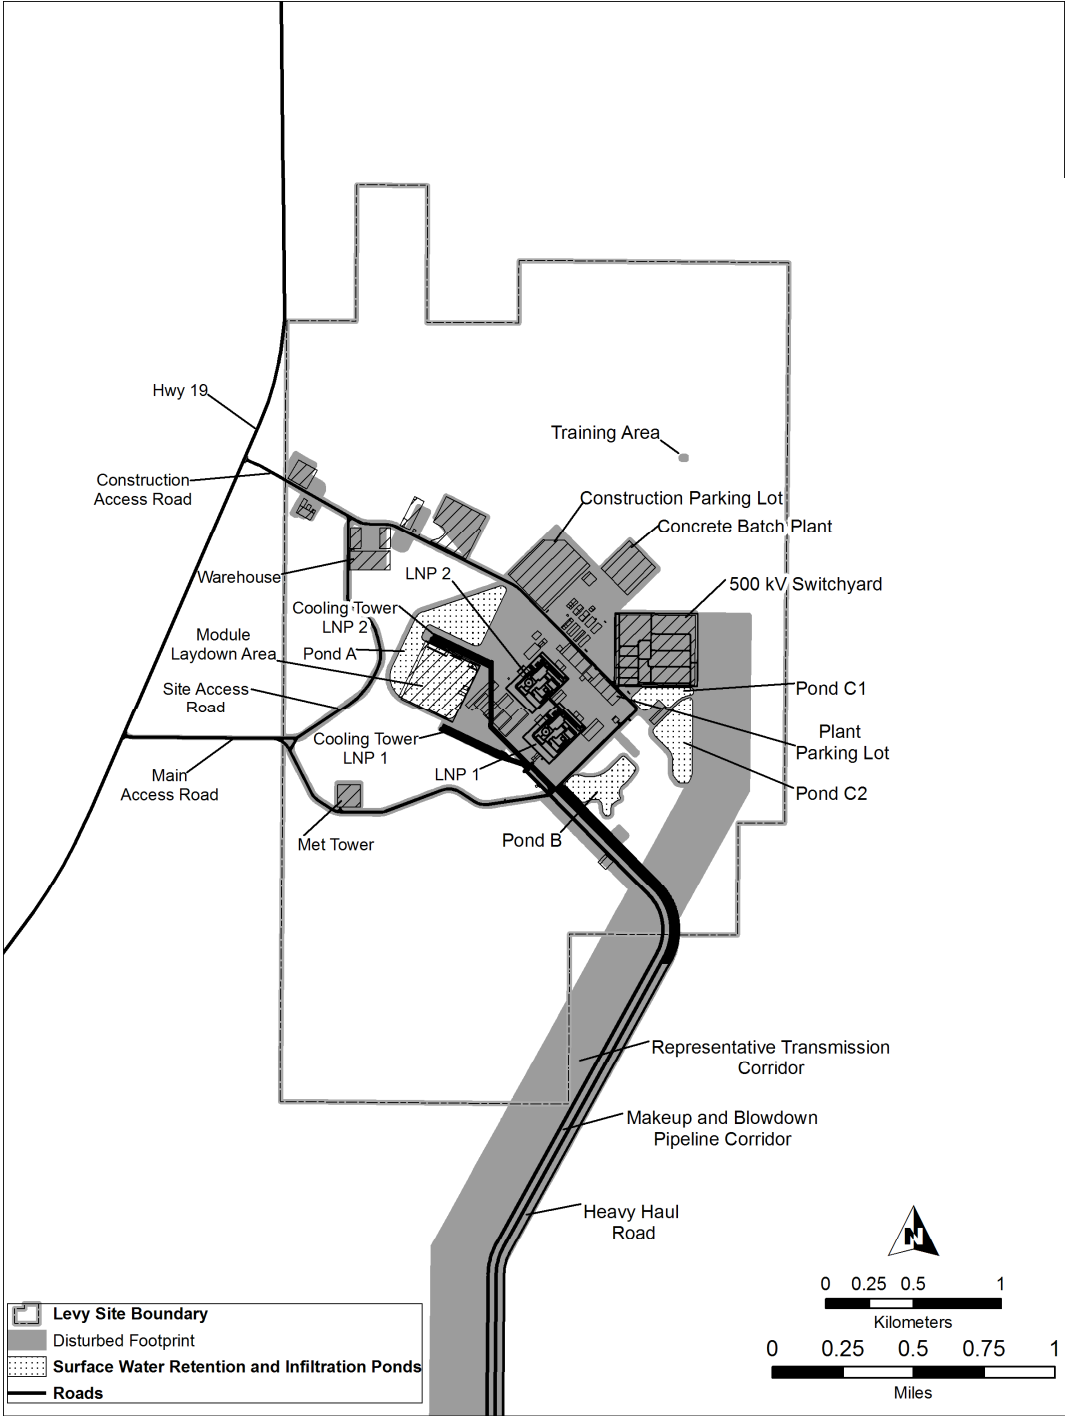 Hwy 19
Training Area
Construction
Access Road
Construction Parking Lot
Concrete Batch Plant
LNP 2
Warehouse
500 kV Switchyard
Cooling Tower
LNP 2
Module
Laydown Area
Pond A
Site Access
Road
Pond C1
Plant
Parking Lot
Cooling Tower
LNP 1
LNP 1
Main
Access Road
Pond C2
Met Tower
Pond B
Representative Transmission
Corridor
Makeup and Blowdown
Pipeline Corridor
Heavy Haul
Road
N
0 0.25 0.5 1
Kilometers
0 0.25 0.5 0.75 1
Miles
Levy Site Boundary
Disturbed Footprint
Surface Water Retention and Infiltration Ponds
Roads